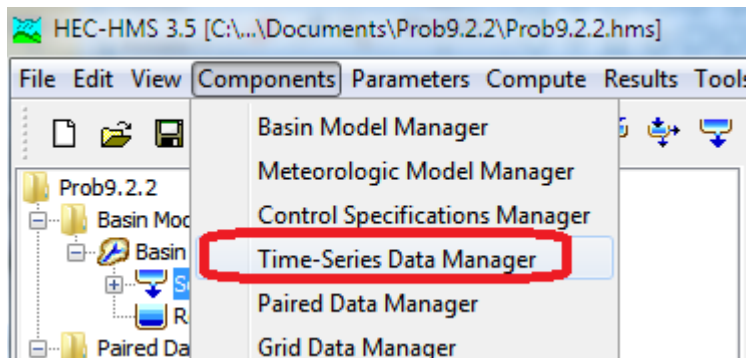 HEC-HMS 3.5 [C:\...\Documents\Prob9.2.2\Prob9.2.2.hms]
File Edit View Components Parameters Compute Results Tools
Basin Model Manager
Meteorologic Model Manager
Prob9.2.2
Control Specifications Manager
Basin Mod
Time-Series Data Manager
Basin
Paired Data Manager
Paired Da
Grid Data Manager